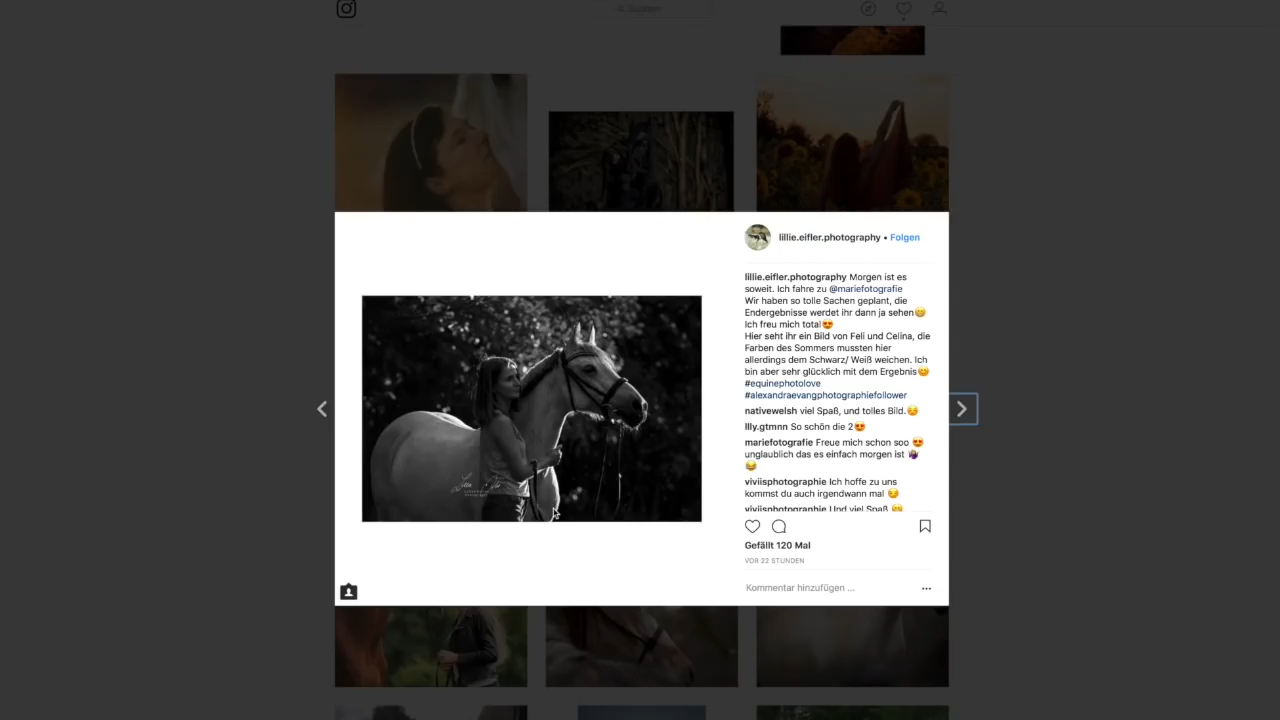 lillie.eifler.photography • Folgen
lillie.eifler.photography Morgen ist es
soweit. Ich fahre zu @mariefotografie
Wir haben so tolle Sachen geplant, die
Endergebnisse werdet ihr dann ja sehen😄
Ich freu mich total😍
Hier seht ihr ein Bild von Feli und Celina, die
Farben des Sommers mussten hier
allerdings dem Schwarz/ Weiß weichen. Ich
bin aber sehr glücklich mit dem Ergebnis😊
#equinephotolove
#alexandraevangphotographiefollower
nativewelsh viel Spaß, und tolles Bild.😏
llly.gtmnn So schön die 2😍
mariefotografie Freue mich schon soo 😍
unglaublich das es einfach morgen ist 🤷🏿‍♀️
😂
viviisphotographie Ich hoffe zu uns
kommst du auch irgendwann mal 😏
viviisphotographie Und viel Spaß 😄
Gefällt 120 Mal
VOR 22 STUNDEN
Kommentar hinzufügen ...